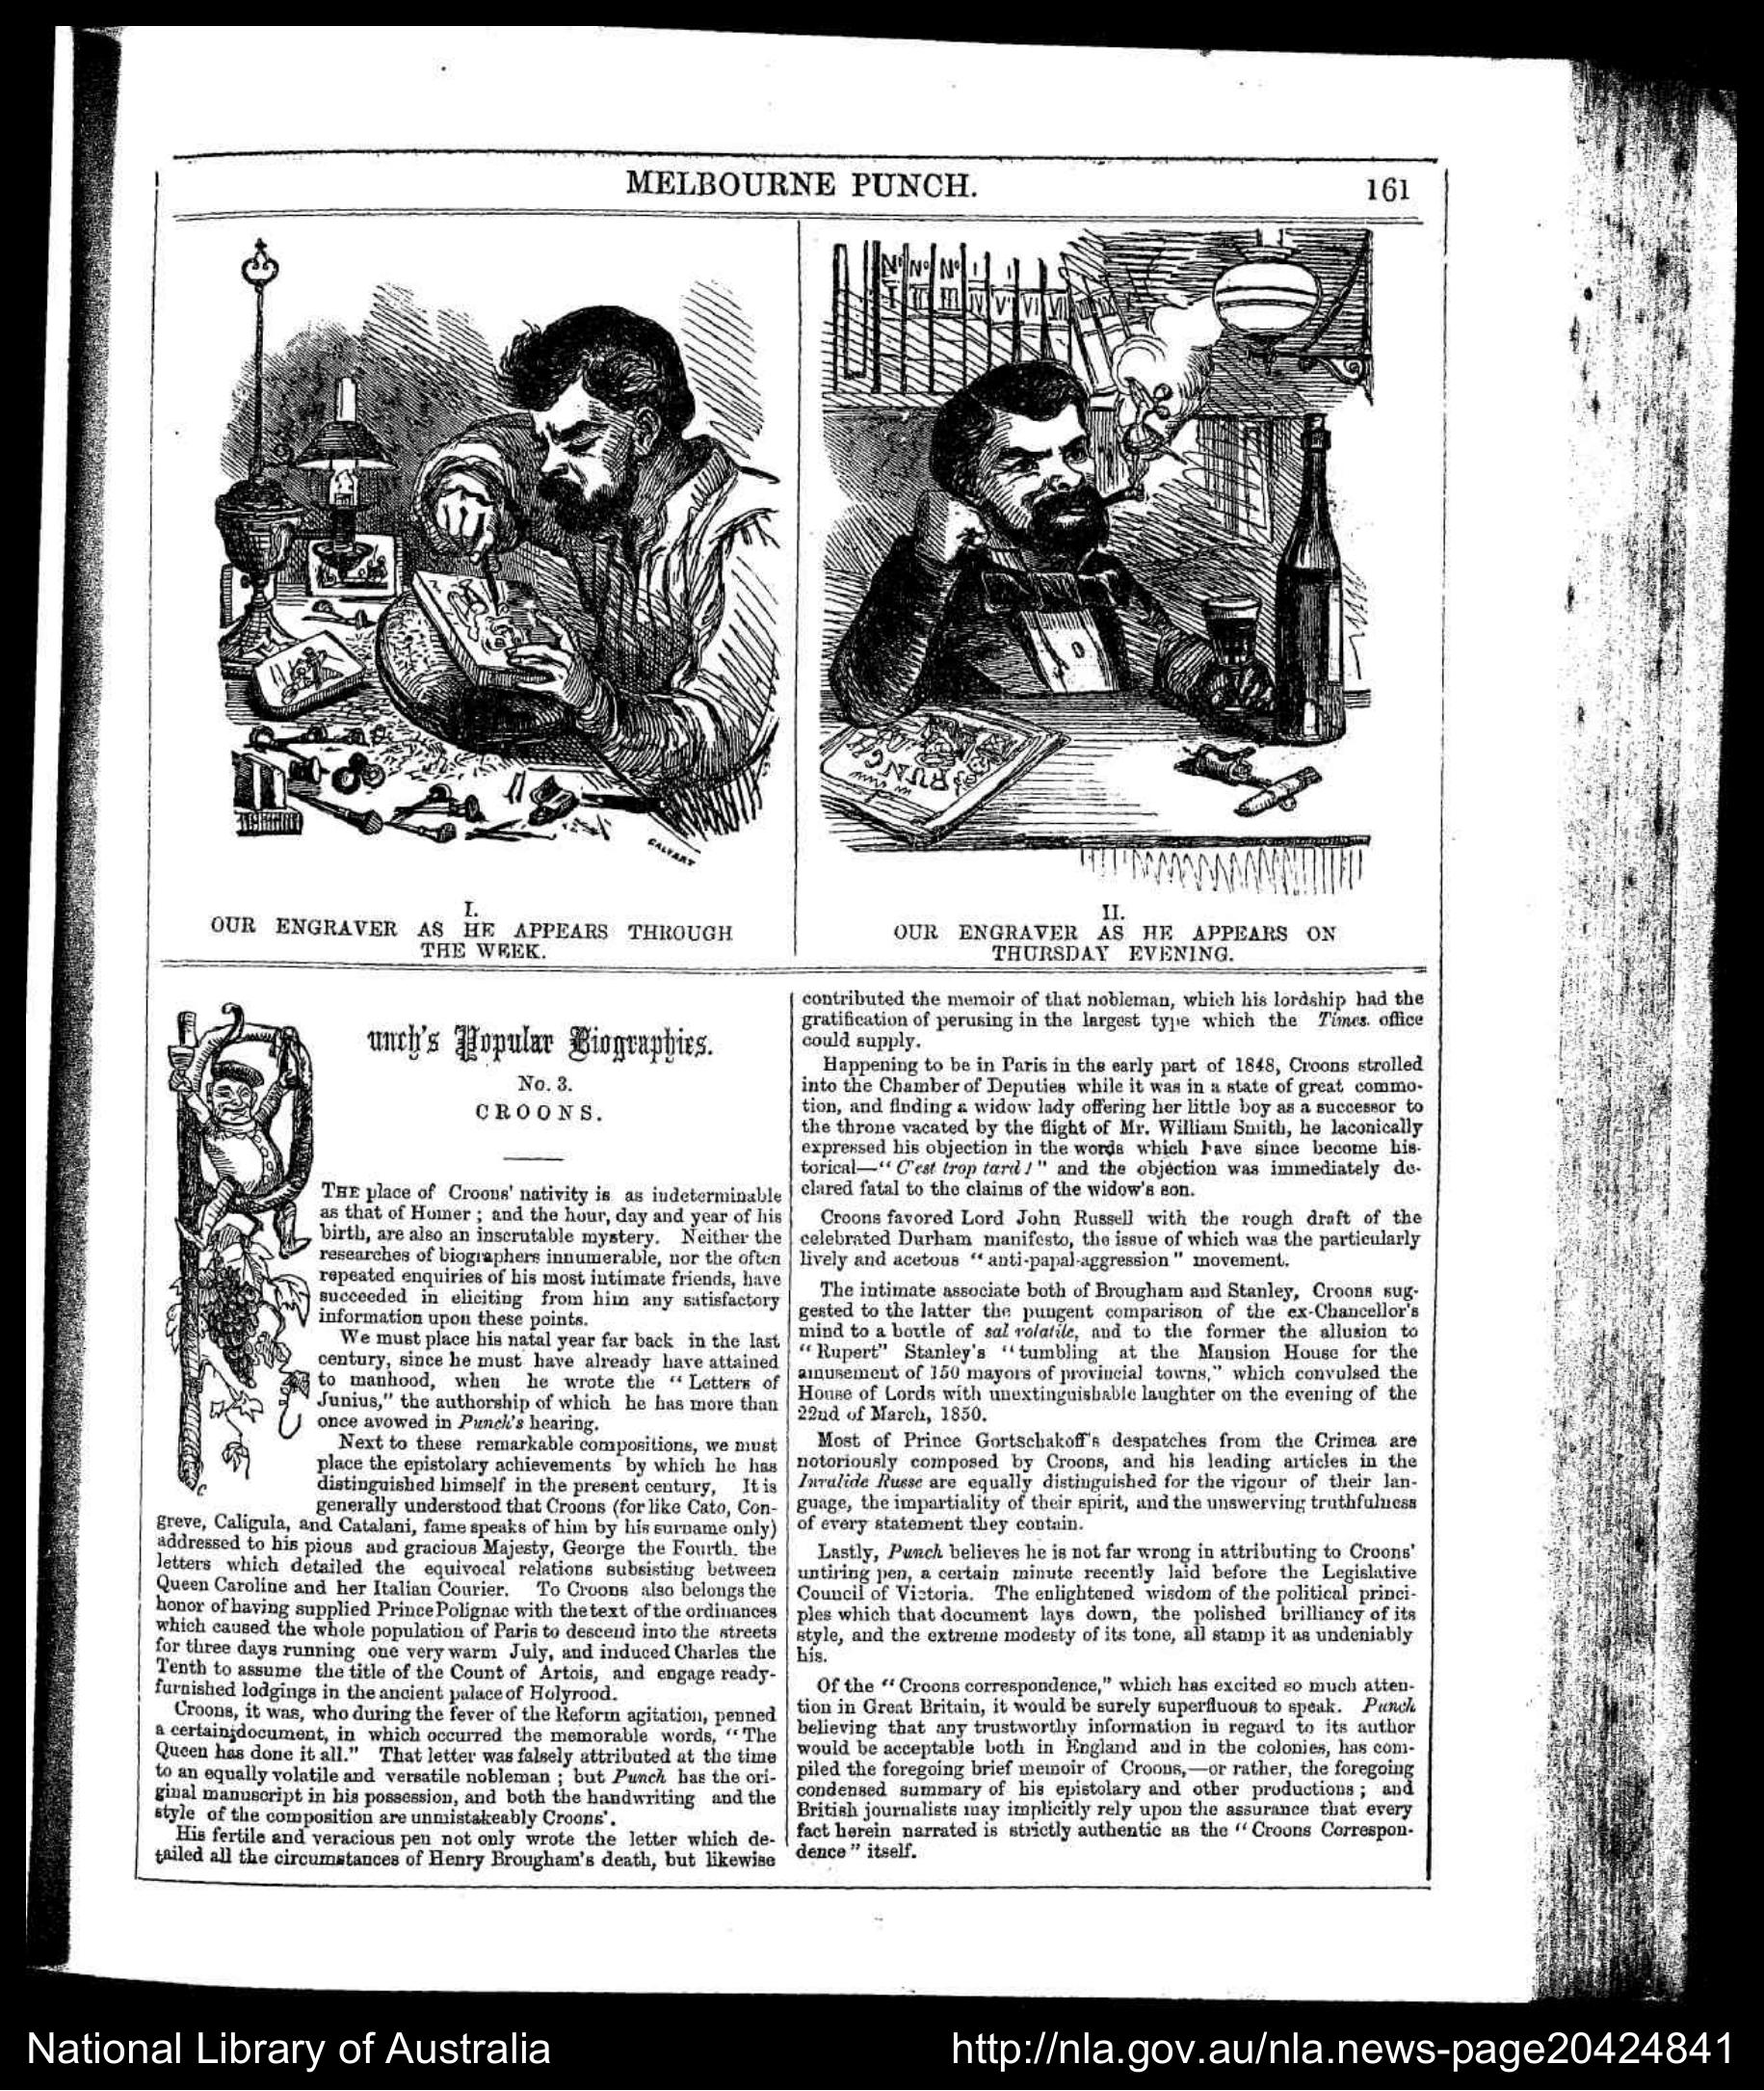 MELBOURNE PUNCH.
161
Nº Nº Nº
I II III IV V VI VII
CALVERT
PUNCH
I.
OUR ENGRAVER AS HE APPEARS THROUGH
THE WEEK.
II.
OUR ENGRAVER AS HE APPEARS ON
THURSDAY EVENING.
unch's Popular Biographies.
No. 3.
CROONS.
THE place of Croons' nativity is as indeterminable
as that of Homer ; and the hour, day and year of his
birth, are also an inscrutable mystery. Neither the
researches of biographers innumerable, nor the often
repeated enquiries of his most intimate friends, have
succeeded in eliciting from him any satisfactory
information upon these points.
We must place his natal year far back in the last
century, since he must have already have attained
to manhood, when he wrote the "Letters of
Junius," the authorship of which he has more than
once avowed in Punch's hearing.
Next to these remarkable compositions, we must
place the epistolary achievements by which he has
distinguished himself in the present century, It is
generally understood that Croons (for like Cato, Con-
greve, Caligula, and Catalani, fame speaks of him by his surname only)
addressed to his pious and gracious Majesty, George the Fourth. the
letters which detailed the equivocal relations subsisting between
Queen Caroline and her Italian Courier. To Croons also belongs the
honor of having supplied Prince Polignac with the text of the ordinances
which caused the whole population of Paris to descend into the streets
for three days running one very warm July, and induced Charles the
Tenth to assume the title of the Count of Artois, and engage ready-
furnished lodgings in the ancient palace of Holyrood.
Croons, it was, who during the fever of the Reform agitation, penned
a certain document, in which occurred the memorable words, "The
Queen has done it all." That letter was falsely attributed at the time
to an equally volatile and versatile nobleman ; but Punch has the ori-
ginal manuscript in his possession, and both the handwriting and the
style of the composition are unmistakeably Croons'.
His fertile and veracious pen not only wrote the letter which de-
tailed all the circumstances of Henry Brougham's death, but likewise
C
contributed the memoir of that nobleman, which his lordship had the
gratification of perusing in the largest type which the Times. office
could supply.
Happening to be in Paris in the early part of 1848, Croons strolled
into the Chamber of Deputies while it was in a state of great commo-
tion, and finding a widow lady offering her little boy as a successor to
the throne vacated by the flight of Mr. William Smith, he laconically
expressed his objection in the words which have since become his-
torical—"C'est trop tard !" and the objection was immediately de-
clared fatal to the claims of the widow's son.
Croons favored Lord John Russell with the rough draft of the
celebrated Durham manifesto, the issue of which was the particularly
lively and acetous "anti-papal-aggression" movement.
The intimate associate both of Brougham and Stanley, Croons sug-
gested to the latter the pungent comparison of the ex-Chancellor's
mind to a bottle of sal volatile, and to the former the allusion to
"Rupert" Stanley's "tumbling at the Mansion House for the
amusement of 150 mayors of provincial towns," which convulsed the
House of Lords with unextinguishable laughter on the evening of the
22nd of March, 1850.
Most of Prince Gortschakoff's despatches from the Crimea are
notoriously composed by Croons, and his leading articles in the
Invalide Russe are equally distinguished for the vigour of their lan-
guage, the impartiality of their spirit, and the unswerving truthfulness
of every statement they contain.
Lastly, Punch believes he is not far wrong in attributing to Croons'
untiring pen, a certain minute recently laid before the Legislative
Council of Victoria. The enlightened wisdom of the political princi-
ples which that document lays down, the polished brilliancy of its
style, and the extreme modesty of its tone, all stamp it as undeniably
his.
Of the "Croons correspondence," which has excited so much atten-
tion in Great Britain, it would be surely superfluous to speak. Punch
believing that any trustworthy information in regard to its author
would be acceptable both in England and in the colonies, has com-
piled the foregoing brief memoir of Croons,—or rather, the foregoing
condensed summary of his epistolary and other productions ; and
British journalists may implicitly rely upon the assurance that every
fact herein narrated is strictly authentic as the "Croons Correspon-
dence" itself.
National Library of Australia
http://nla.gov.au/nla.news-page20424841